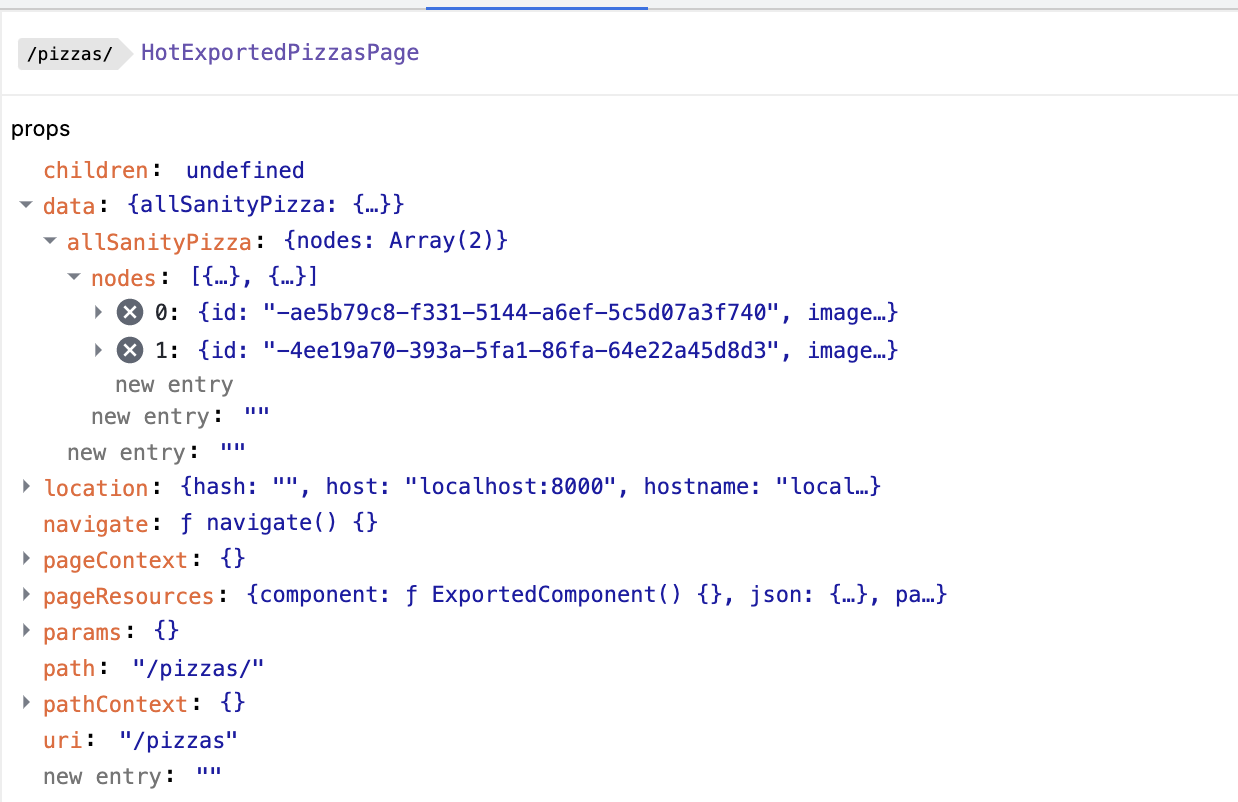 /pizzas/ HotExportedPizzasPage
props
children: undefined
data: {allSanityPizza: {…}}
allSanityPizza: {nodes: Array(2)}
nodes: [{…}, {…}]
0: {id: "-ae5b79c8-f331-5144-a6ef-5c5d07a3f740", image…}
1: {id: "-4ee19a70-393a-5fa1-86fa-64e22a45d8d3", image…}
new entry
new entry: ""
new entry: ""
location: {hash: "", host: "localhost:8000", hostname: "local…}
navigate: ƒ navigate() {}
pageContext: {}
pageResources: {component: ƒ ExportedComponent() {}, json: {…}, pa…}
params: {}
path: "/pizzas/"
pathContext: {}
uri: "/pizzas"
new entry: ""